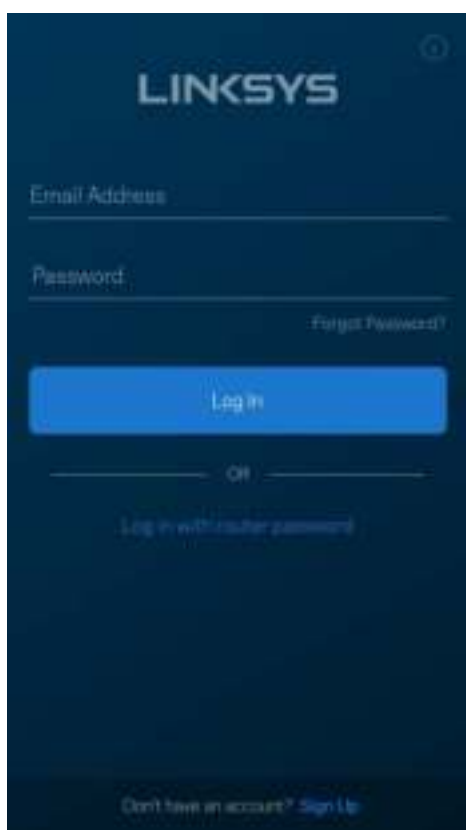 LINKSYS
Email Address
Password
Forgot Password?
Log In
OR
Log in with router password
Don't have an account? Sign Up